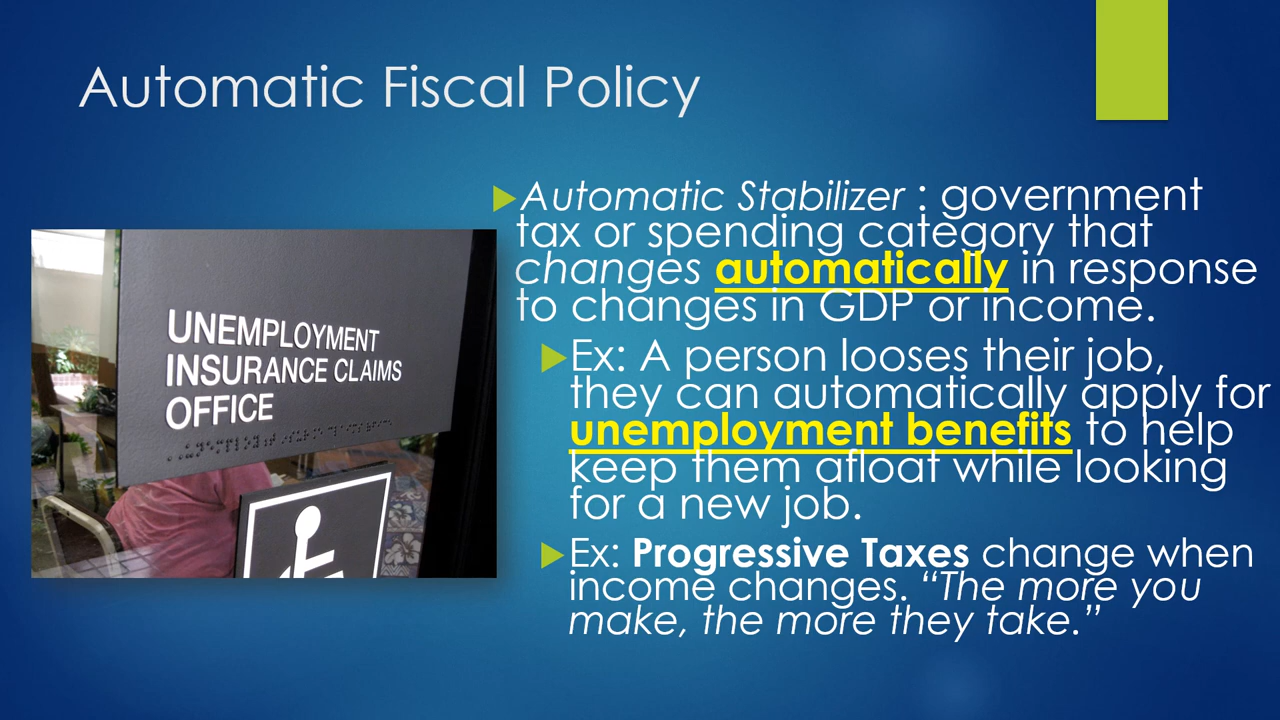 Automatic Fiscal Policy
Automatic Stabilizer : government
tax or spending category that
changes automatically in response
to changes in GDP or income.
Ex: A person looses their job,
they can automatically apply for
unemployment benefits to help
keep them afloat while looking
for a new job.
Ex: Progressive Taxes change when
income changes. “The more you
make, the more they take.”
UNEMPLOYMENT
INSURANCE CLAIMS
OFFICE